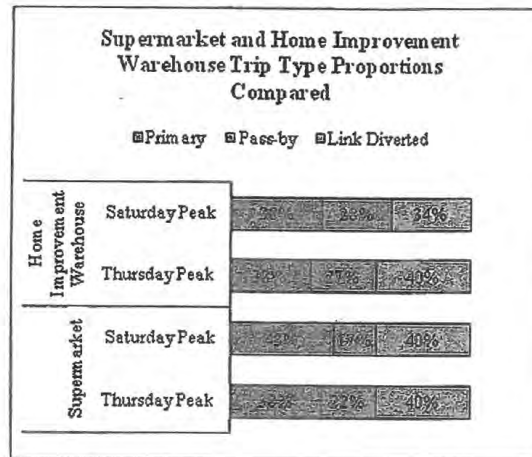 Supermarket and Home Improvement
Warehouse Trip Type Proportions
Compared
Primary Pass-by Link Diverted
Home
Improvement
Warehouse
Saturday Peak
34%
Thursday Peak
27% 40%
Supermarket
Saturday Peak
17% 40%
Thursday Peak
22% 40%